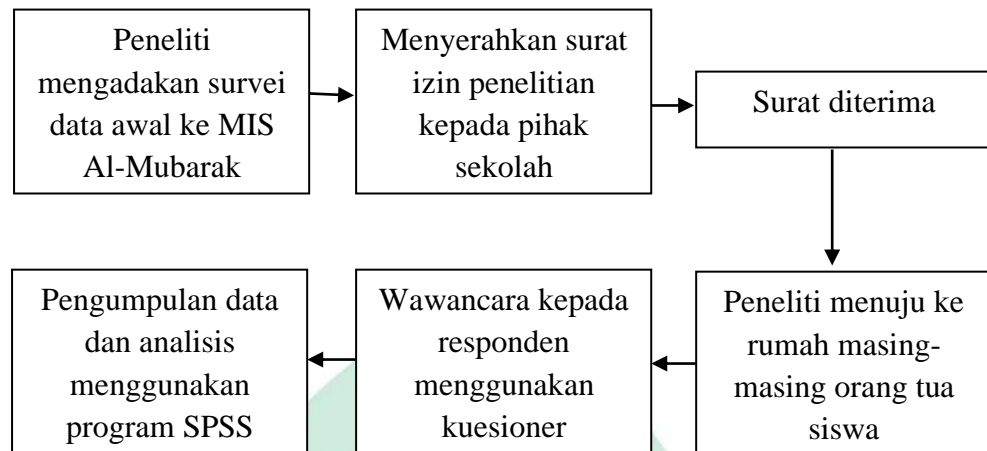 Peneliti
mengadakan survei
data awal ke MIS
Al-Mubarak
Menyerahkan surat
izin penelitian
kepada pihak
sekolah
Surat diterima
Peneliti menuju ke
rumah masing-
masing orang tua
siswa
Wawancara kepada
responden
menggunakan
kuesioner
Pengumpulan data
dan analisis
menggunakan
program SPSS